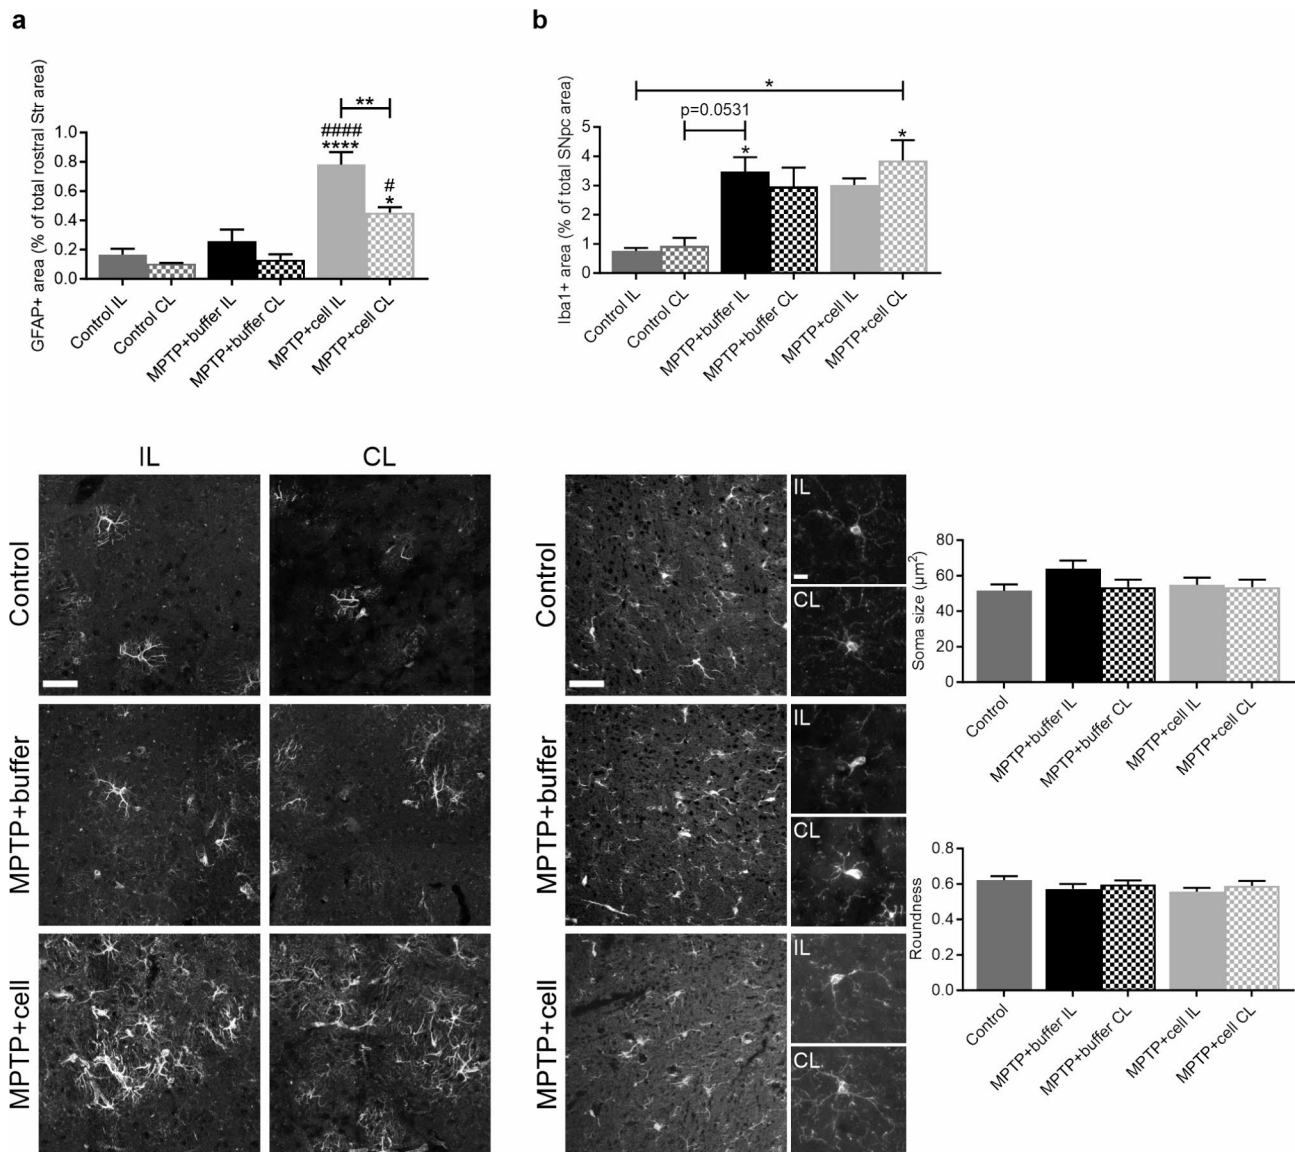 a
b
GFAP+ area (% of total rostral Str area)
1.0
0.8
0.6
0.4
0.2
0.0
####
****
**
#
*
Control IL
Control CL
MPTP+buffer IL
MPTP+buffer CL
MPTP+cell IL
MPTP+cell CL
Iba1+ area (% of total SNpc area)
5
4
3
2
1
0
*
p=0.0531
*
*
Control IL
Control CL
MPTP+buffer IL
MPTP+buffer CL
MPTP+cell IL
MPTP+cell CL
IL
CL
Control
MPTP+buffer
MPTP+cell
Control
IL
CL
MPTP+buffer
IL
CL
MPTP+cell
IL
CL
Soma size (µm²)
80
60
40
20
0
Control
MPTP+buffer IL
MPTP+buffer CL
MPTP+cell IL
MPTP+cell CL
Roundness
0.8
0.6
0.4
0.2
0.0
Control
MPTP+buffer IL
MPTP+buffer CL
MPTP+cell IL
MPTP+cell CL